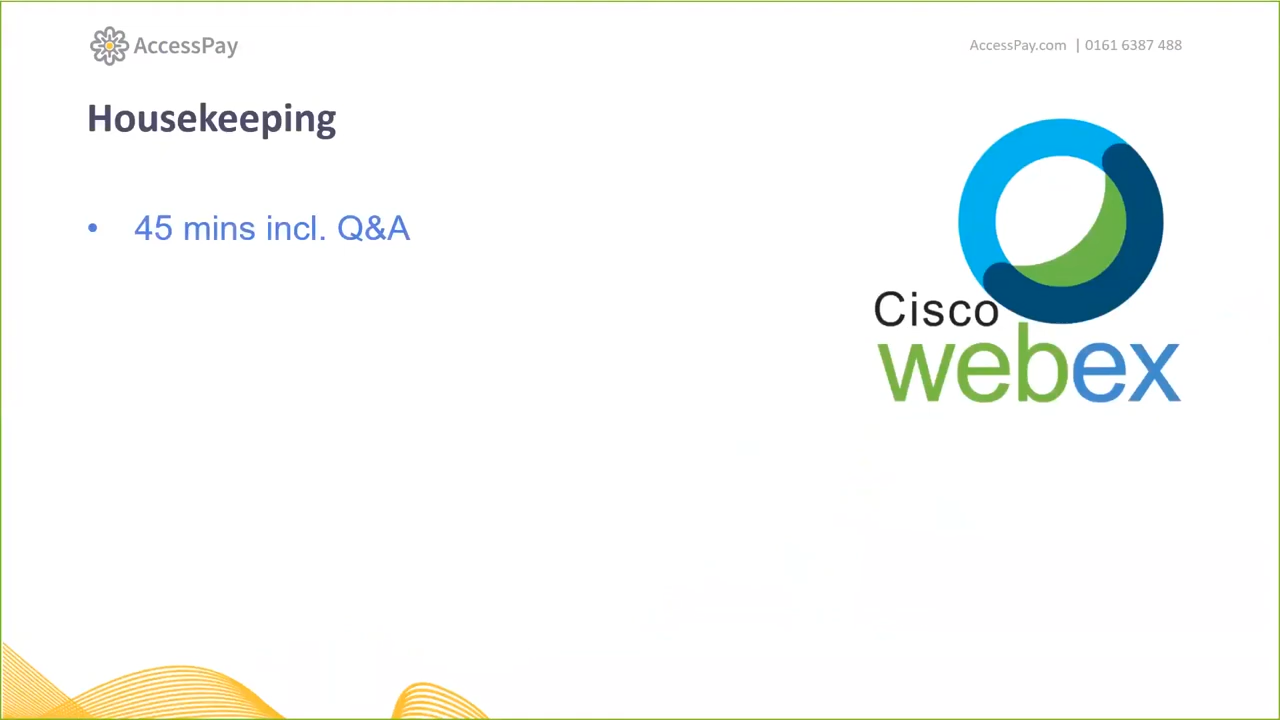 AccessPay
AccessPay.com | 0161 6387 488
Housekeeping
• 45 mins incl. Q&A
Cisco
webex